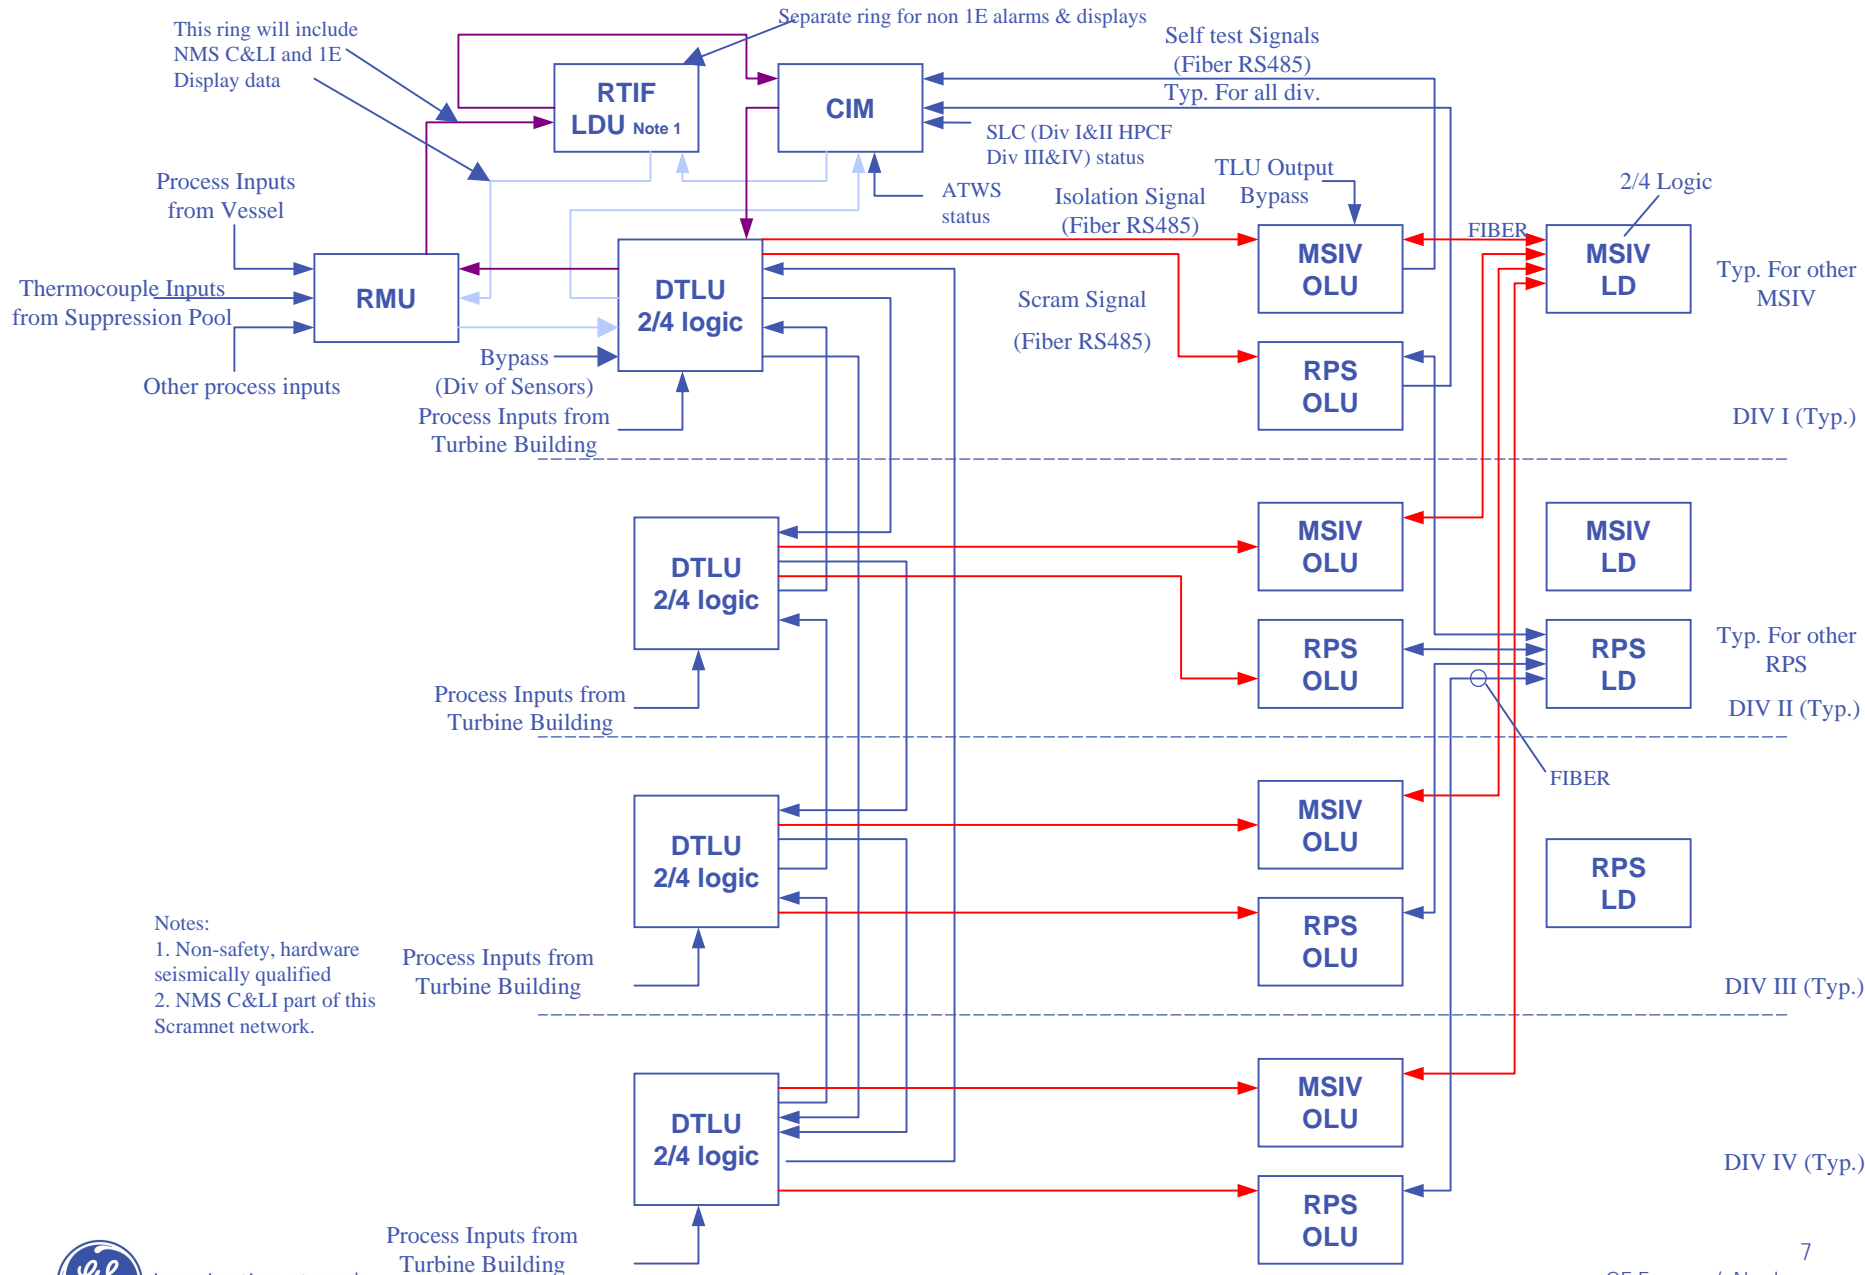 This ring will include
NMS C&LI and 1E
Display data
Separate ring for non 1E alarms & displays
Self test Signals
(Fiber RS485)
Typ. For all div.
RTIF
LDU Note 1
CIM
SLC (Div I&II HPCF
Div III&IV) status
ATWS
status
Process Inputs
from Vessel
Thermocouple Inputs
from Suppression Pool
Other process inputs
RMU
DTLU
2/4 logic
Bypass
(Div of Sensors)
Process Inputs from
Turbine Building
Isolation Signal
(Fiber RS485)
TLU Output
Bypass
Scram Signal
(Fiber RS485)
MSIV
OLU
RPS
OLU
FIBER
2/4 Logic
MSIV
LD
Typ. For other
MSIV
DIV I (Typ.)
DTLU
2/4 logic
Process Inputs from
Turbine Building
MSIV
OLU
RPS
OLU
MSIV
LD
RPS
LD
Typ. For other
RPS
DIV II (Typ.)
FIBER
DTLU
2/4 logic
Process Inputs from
Turbine Building
MSIV
OLU
RPS
OLU
RPS
LD
DIV III (Typ.)
Notes:
1. Non-safety, hardware
seismically qualified
2. NMS C&LI part of this
Scramnet network.
DTLU
2/4 logic
Process Inputs from
Turbine Building
MSIV
OLU
RPS
OLU
DIV IV (Typ.)
7